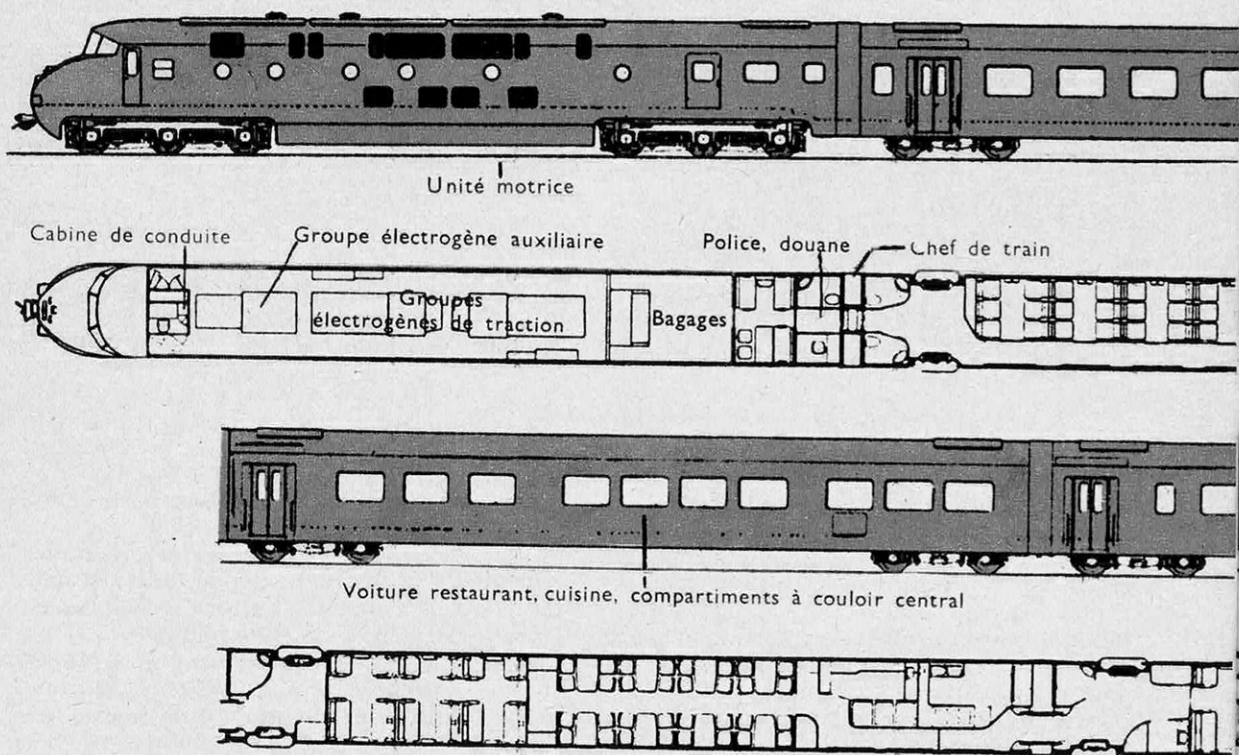 Unité motrice
Cabine de conduite
Groupe électrogène auxiliaire
Police, douane
Chef de train
Groupes
électrogènes de traction
Bagages
Voiture restaurant, cuisine, compartiments à couloir central